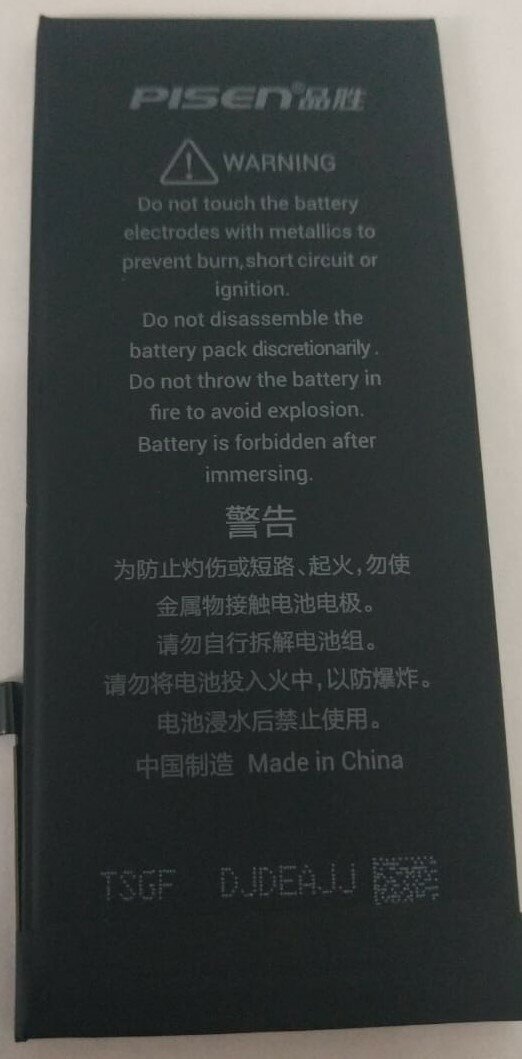 PISEN®品胜
WARNING
Do not touch the battery
electrodes with metallics to
prevent burn,short circuit or
ignition.
Do not disassemble the
battery pack discretionarily.
Do not throw the battery in
fire to avoid explosion.
Battery is forbidden after
immersing.
警告
为防止灼伤或短路、起火,勿使
金属物接触电池电极。
请勿自行拆解电池组。
请勿将电池投入火中,以防爆炸。
电池浸水后禁止使用。
中国制造 Made in China
TSGF DJDEAJJ